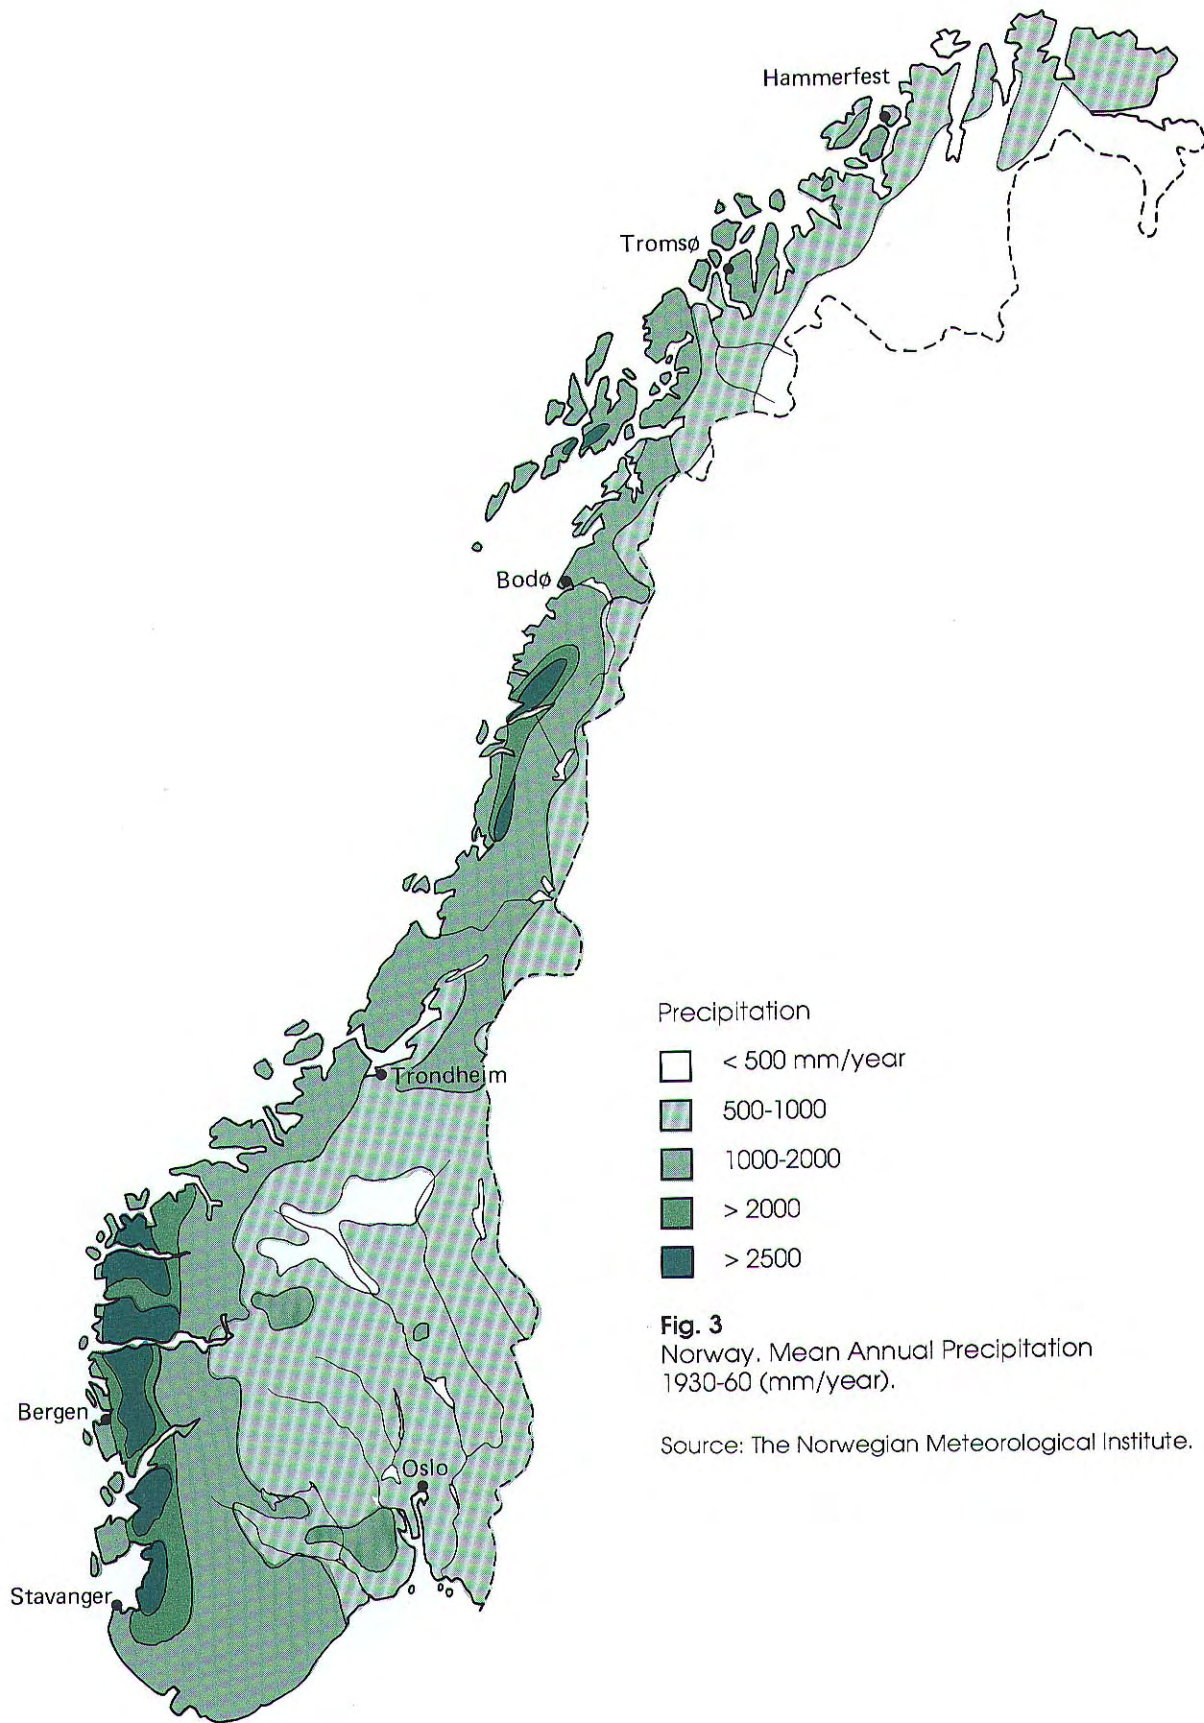 Hammerfest
Tromsø
Bodø
Trondheim
Bergen
Oslo
Stavanger
Precipitation
< 500 mm/year
500-1000
1000-2000
> 2000
> 2500
Fig. 3
Norway. Mean Annual Precipitation
1930-60 (mm/year).
Source: The Norwegian Meteorological Institute.